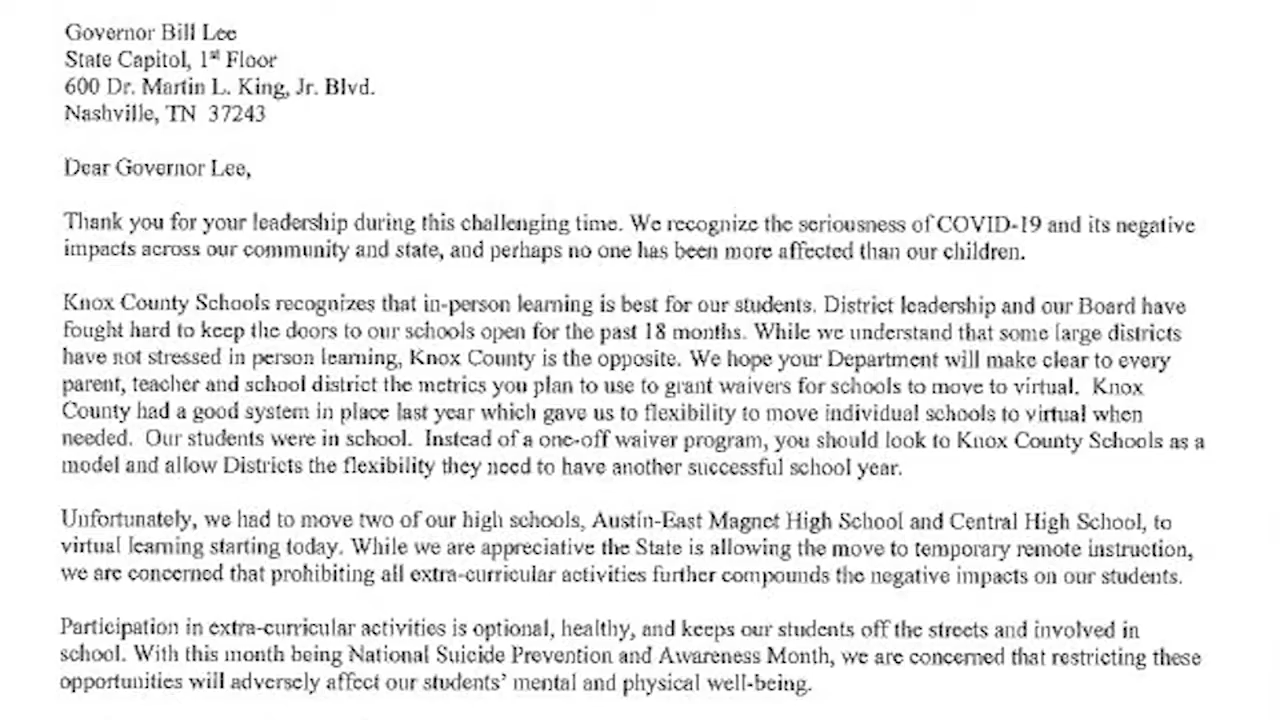 Governor Bill Lee
State Capitol, 1st Floor
600 Dr. Martin L. King, Jr. Blvd.
Nashville, TN 37243
Dear Governor Lee,
Thank you for your leadership during this challenging time. We recognize the seriousness of COVID-19 and its negative
impacts across our community and state, and perhaps no one has been more affected than our children.
Knox County Schools recognizes that in-person learning is best for our students. District leadership and our Board have
fought hard to keep the doors to our schools open for the past 18 months. While we understand that some large districts
have not stressed in person learning, Knox County is the opposite. We hope your Department will make clear to every
parent, teacher and school district the metrics you plan to use to grant waivers for schools to move to virtual. Knox
County had a good system in place last year which gave us to flexibility to move individual schools to virtual when
needed. Our students were in school. Instead of a one-off waiver program, you should look to Knox County Schools as a
model and allow Districts the flexibility they need to have another successful school year.
Unfortunately, we had to move two of our high schools, Austin-East Magnet High School and Central High School, to
virtual learning starting today. While we are appreciative the State is allowing the move to temporary remote instruction,
we are concerned that prohibiting all extra-curricular activities further compounds the negative impacts on our students.
Participation in extra-curricular activities is optional, healthy, and keeps our students off the streets and involved in
school. With this month being National Suicide Prevention and Awareness Month, we are concerned that restricting these
opportunities will adversely affect our students' mental and physical well-being.